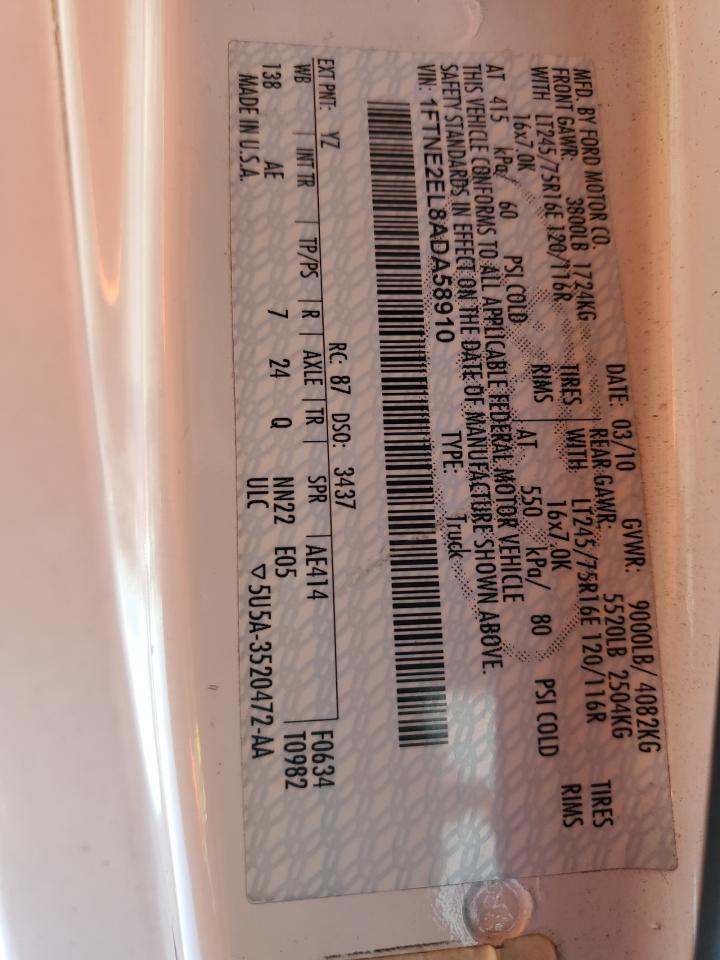 MFD. BY FORD MOTOR CO.
DATE: 03/10 GVWR: 9000LB/ 4082KG
FRONT GAWR: 3800LB 1724KG REAR GAWR: 5520LB 2504KG
WITH LT245/75R16E 120/116R TIRES WITH LT245/75R16E 120/116R TIRES
16x7.0K RIMS 16x7.0K RIMS
AT 415 kPa/ 60 PSI COLD AT 550 kPa/ 80 PSI COLD
THIS VEHICLE CONFORMS TO ALL APPLICABLE FEDERAL MOTOR VEHICLE
SAFETY STANDARDS IN EFFECT ON THE DATE OF MANUFACTURE SHOWN ABOVE.
VIN: 1FTNE2EL8ADA58910 TYPE: Truck
F0634
T0982
EXT PNT: YZ RC: 87 DSO: 3437
WB | INT TR | TP/PS | R | AXLE | TR | SPR | AE414
138 AE 7 24 Q NN22 E05
MADE IN U.S.A. ULC ▽5U5A-3520472-AA